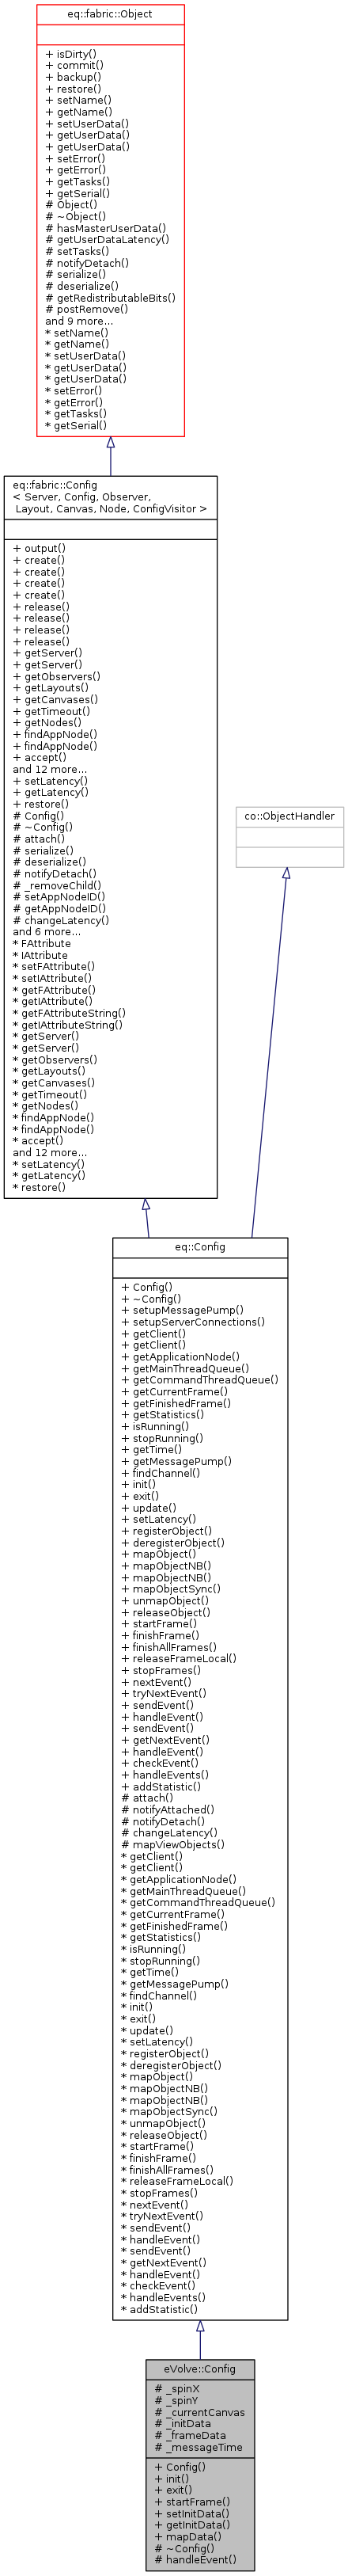 eq::fabric::Object
+ isDirty()
+ commit()
+ backup()
+ restore()
+ setName()
+ getName()
+ setUserData()
+ getUserData()
+ getUserData()
+ setError()
+ getError()
+ getTasks()
+ getSerial()
# Object()
# ~Object()
# hasMasterUserData()
# getUserDataLatency()
# setTasks()
# notifyDetach()
# serialize()
# deserialize()
# getRedistributableBits()
# postRemove()
and 9 more...
* setName()
* getName()
* setUserData()
* getUserData()
* getUserData()
* setError()
* getError()
* getTasks()
* getSerial()
eq::fabric::Config
< Server, Config, Observer,
Layout, Canvas, Node, ConfigVisitor >
+ output()
+ create()
+ create()
+ create()
+ create()
+ release()
+ release()
+ release()
+ release()
+ getServer()
+ getServer()
+ getObservers()
+ getLayouts()
+ getCanvases()
+ getTimeout()
+ getNodes()
+ findAppNode()
+ findAppNode()
+ accept()
and 12 more...
+ setLatency()
+ getLatency()
+ restore()
# Config()
# ~Config()
# attach()
# serialize()
# deserialize()
# notifyDetach()
# _removeChild()
# setAppNodeID()
# getAppNodeID()
# changeLatency()
and 6 more...
* FAttribute
* IAttribute
* setFAttribute()
* setIAttribute()
* getFAttribute()
* getIAttribute()
* getFAttributeString()
* getIAttributeString()
* getServer()
* getServer()
* getObservers()
* getLayouts()
* getCanvases()
* getTimeout()
* getNodes()
* findAppNode()
* findAppNode()
* accept()
and 12 more...
* setLatency()
* getLatency()
* restore()
co::ObjectHandler
eq::Config
+ Config()
+ ~Config()
+ setupMessagePump()
+ setupServerConnections()
+ getClient()
+ getClient()
+ getApplicationNode()
+ getMainThreadQueue()
+ getCommandThreadQueue()
+ getCurrentFrame()
+ getFinishedFrame()
+ getStatistics()
+ isRunning()
+ stopRunning()
+ getTime()
+ getMessagePump()
+ findChannel()
+ init()
+ exit()
+ update()
+ setLatency()
+ registerObject()
+ deregisterObject()
+ mapObject()
+ mapObjectNB()
+ mapObjectNB()
+ mapObjectSync()
+ unmapObject()
+ releaseObject()
+ startFrame()
+ finishFrame()
+ finishAllFrames()
+ releaseFrameLocal()
+ stopFrames()
+ nextEvent()
+ tryNextEvent()
+ sendEvent()
+ handleEvent()
+ sendEvent()
+ getNextEvent()
+ handleEvent()
+ checkEvent()
+ handleEvents()
+ addStatistic()
# attach()
# notifyAttached()
# notifyDetach()
# changeLatency()
# mapViewObjects()
* getClient()
* getClient()
* getApplicationNode()
* getMainThreadQueue()
* getCommandThreadQueue()
* getCurrentFrame()
* getFinishedFrame()
* getStatistics()
* isRunning()
* stopRunning()
* getTime()
* getMessagePump()
* findChannel()
* init()
* exit()
* update()
* setLatency()
* registerObject()
* deregisterObject()
* mapObject()
* mapObjectNB()
* mapObjectNB()
* mapObjectSync()
* unmapObject()
* releaseObject()
* startFrame()
* finishFrame()
* finishAllFrames()
* releaseFrameLocal()
* stopFrames()
* nextEvent()
* tryNextEvent()
* sendEvent()
* handleEvent()
* sendEvent()
* getNextEvent()
* handleEvent()
* checkEvent()
* handleEvents()
* addStatistic()
eVolve::Config
# _spinX
# _spinY
# _currentCanvas
# _initData
# _frameData
# _messageTime
+ Config()
+ init()
+ exit()
+ startFrame()
+ setInitData()
+ getInitData()
+ mapData()
# ~Config()
# handleEvent()